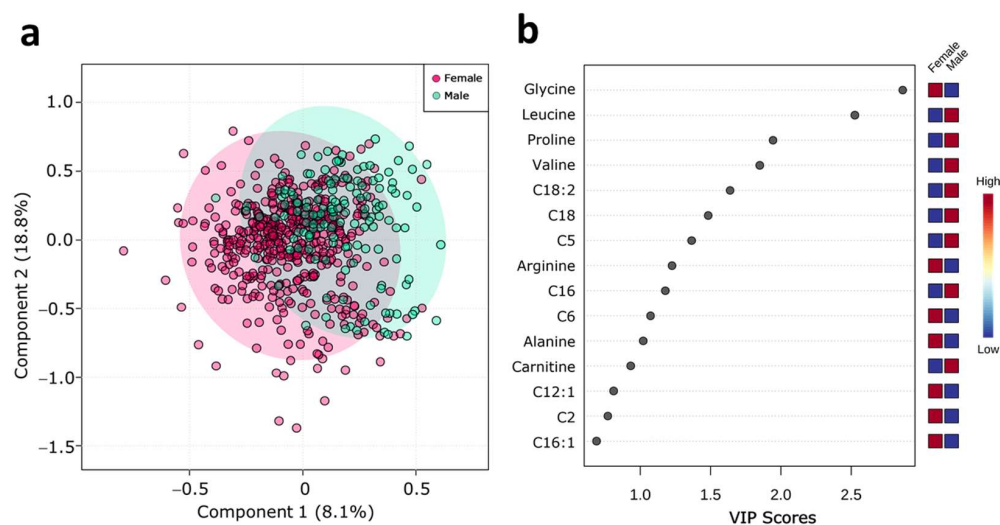 a
Female
Male
1.0
0.5
0.0
−0.5
−1.0
−1.5
Component 2 (18.8%)
−0.5
0
0.5
Component 1 (8.1%)
b
Female
Male
Glycine
Leucine
Proline
Valine
C18:2
C18
C5
Arginine
C16
C6
Alanine
Carnitine
C12:1
C2
C16:1
1.0
1.5
2.0
2.5
VIP Scores
High
Low